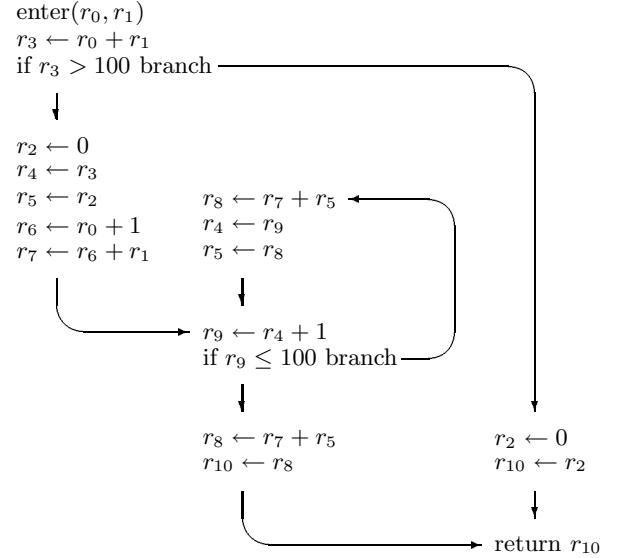 enter(r₀, r₁)
r₃ ← r₀ + r₁
if r₃ > 100 branch
r₂ ← 0
r₄ ← r₃
r₅ ← r₂
r₆ ← r₀ + 1
r₇ ← r₆ + r₁
r₈ ← r₇ + r₅
r₄ ← r₉
r₅ ← r₈
r₉ ← r₄ + 1
if r₉ ≤ 100 branch
r₈ ← r₇ + r₅
r₁₀ ← r₈
r₂ ← 0
r₁₀ ← r₂
return r₁₀